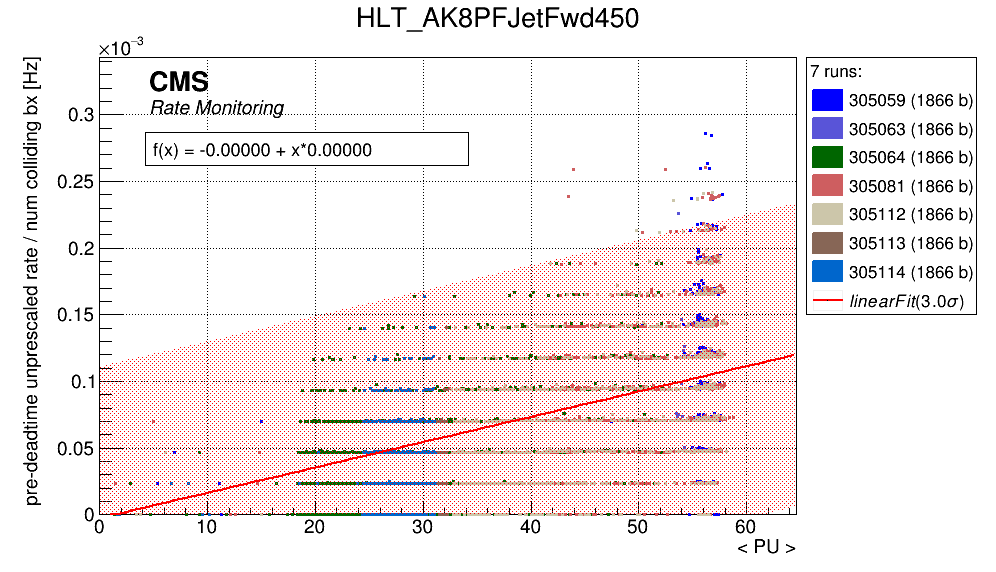 HLT_AK8PFJetFwd450
×10⁻³
CMS
Rate Monitoring
f(x) = -0.00000 + x*0.00000
pre-deadtime unprescaled rate / num colliding bx [Hz]
0.3
0.25
0.2
0.15
0.1
0.05
0
0 10 20 30 40 50 60
< PU >
7 runs:
305059 (1866 b)
305063 (1866 b)
305064 (1866 b)
305081 (1866 b)
305112 (1866 b)
305113 (1866 b)
305114 (1866 b)
linearFit(3.0σ)